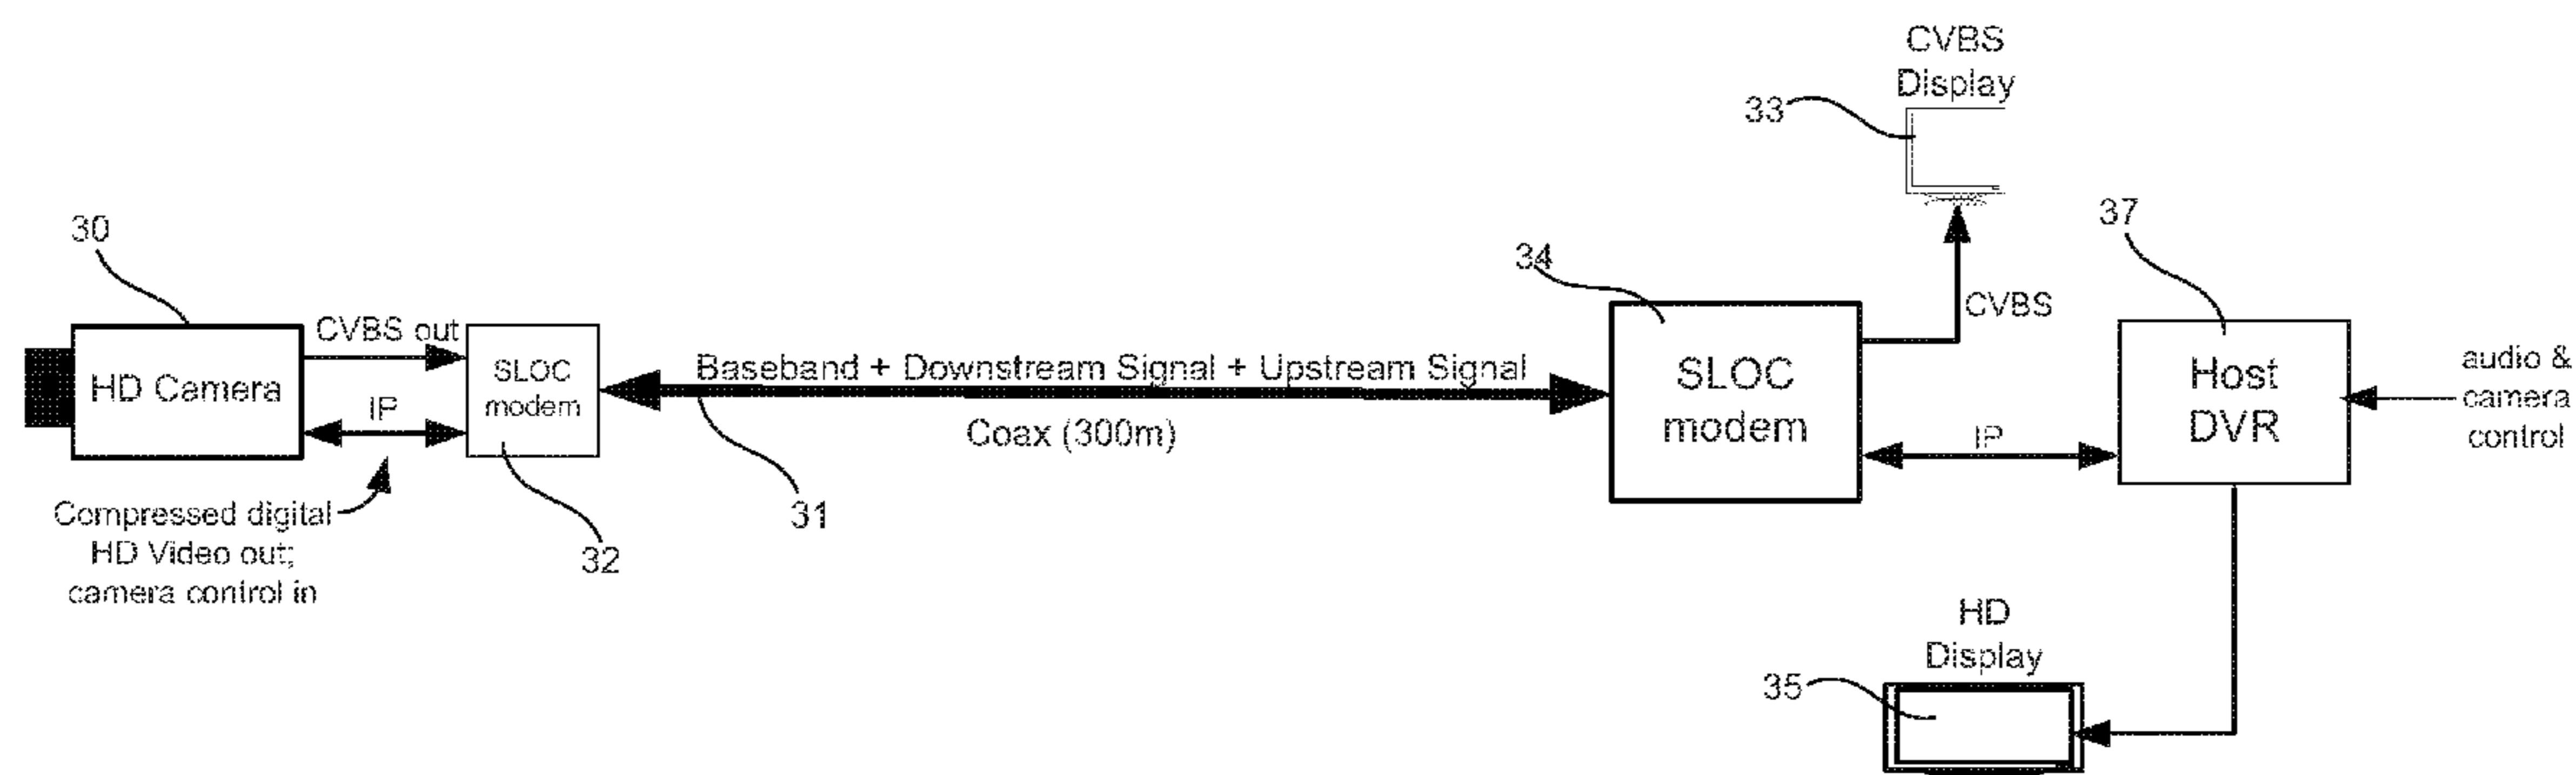 30
HD Camera
CVBS out
IP
Compressed digital
HD Video out;
camera control in
SLOC
modem
32
Baseband + Downstream Signal + Upstream Signal
Coax (300m)
31
34
SLOC
modem
CVBS
Display
33
CVBS
IP
37
Host
DVR
audio &
camera
control
HD
Display
35